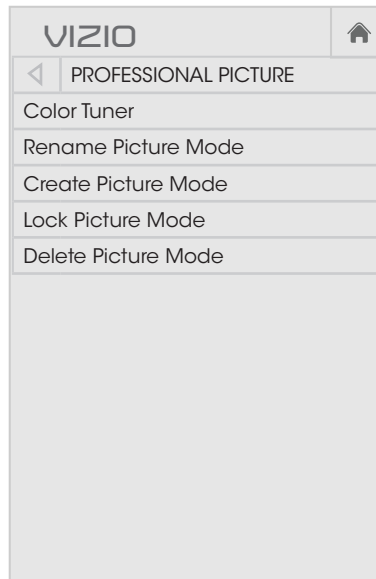 VIZIO
PROFESSIONAL PICTURE
Color Tuner
Rename Picture Mode
Create Picture Mode
Lock Picture Mode
Delete Picture Mode